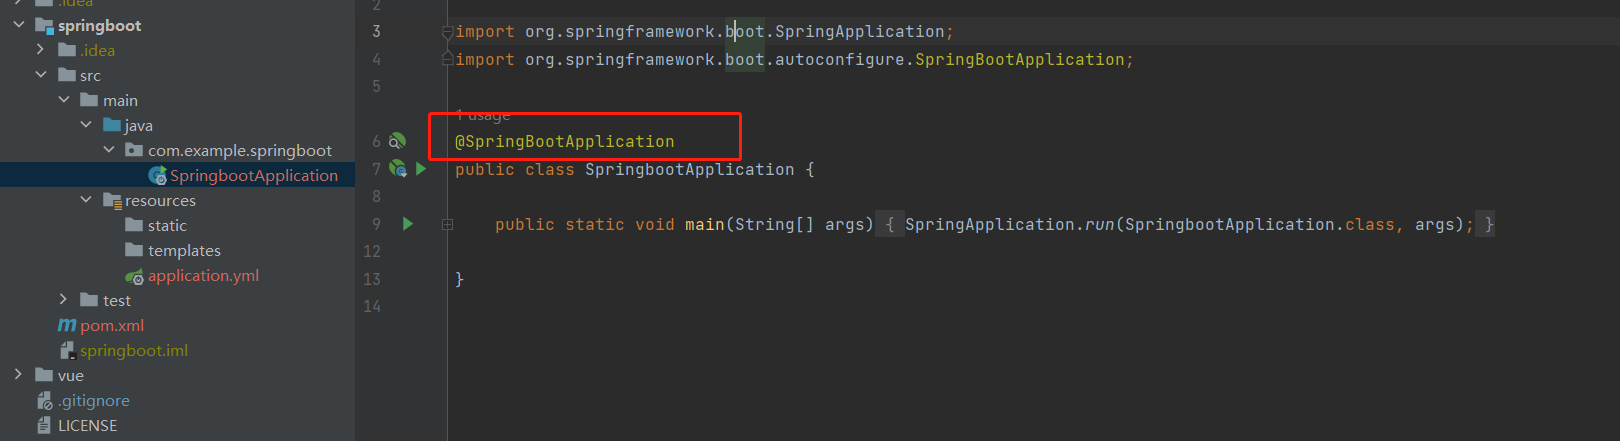 .idea
springboot
.idea
src
main
java
com.example.springboot
SpringbootApplication
resources
static
templates
application.yml
test
pom.xml
springboot.iml
vue
.gitignore
LICENSE
2
3 import org.springframework.boot.SpringApplication;
4 import org.springframework.boot.autoconfigure.SpringBootApplication;
5
1 usage
6 @SpringBootApplication
7 public class SpringbootApplication {
8
9 public static void main(String[] args) { SpringApplication.run(SpringbootApplication.class, args); }
12
13 }
14